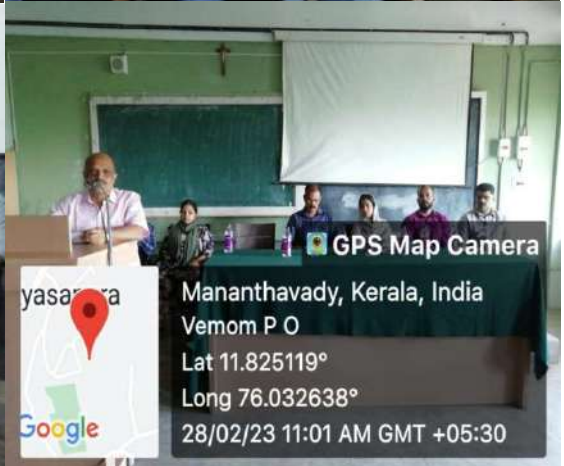 GPS Map Camera
Mananthavady, Kerala, India
Vemom P O
Lat 11.825119°
Long 76.032638°
28/02/23 11:01 AM GMT +05:30
Google